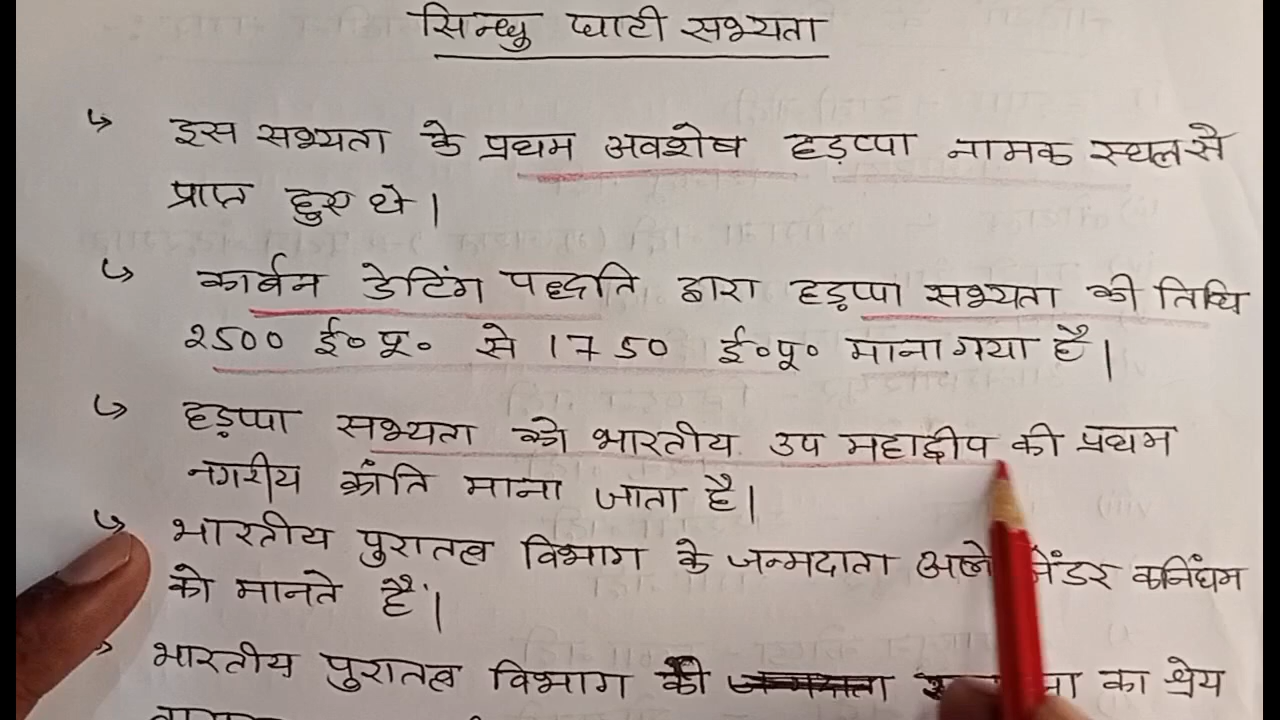 सिन्धु घाटी सभ्यता
↳ इस सभ्यता के प्रथम अवशेष हड़प्पा नामक स्थल से
प्राप्त हुए थे।
↳ कार्बन डेटिंग पद्धति द्वारा हड़प्पा सभ्यता की तिथि
2500 ई०पू० से 1750 ई०पू० माना गया है।
↳ हड़प्पा सभ्यता को भारतीय उप महाद्वीप की प्रथम
नगरीय क्रांति माना जाता है।
↳ भारतीय पुरातत्व विभाग के जन्मदाता कनिंघम
को मानते हैं।
भारतीय पुरातत्व विभाग की का श्रेय